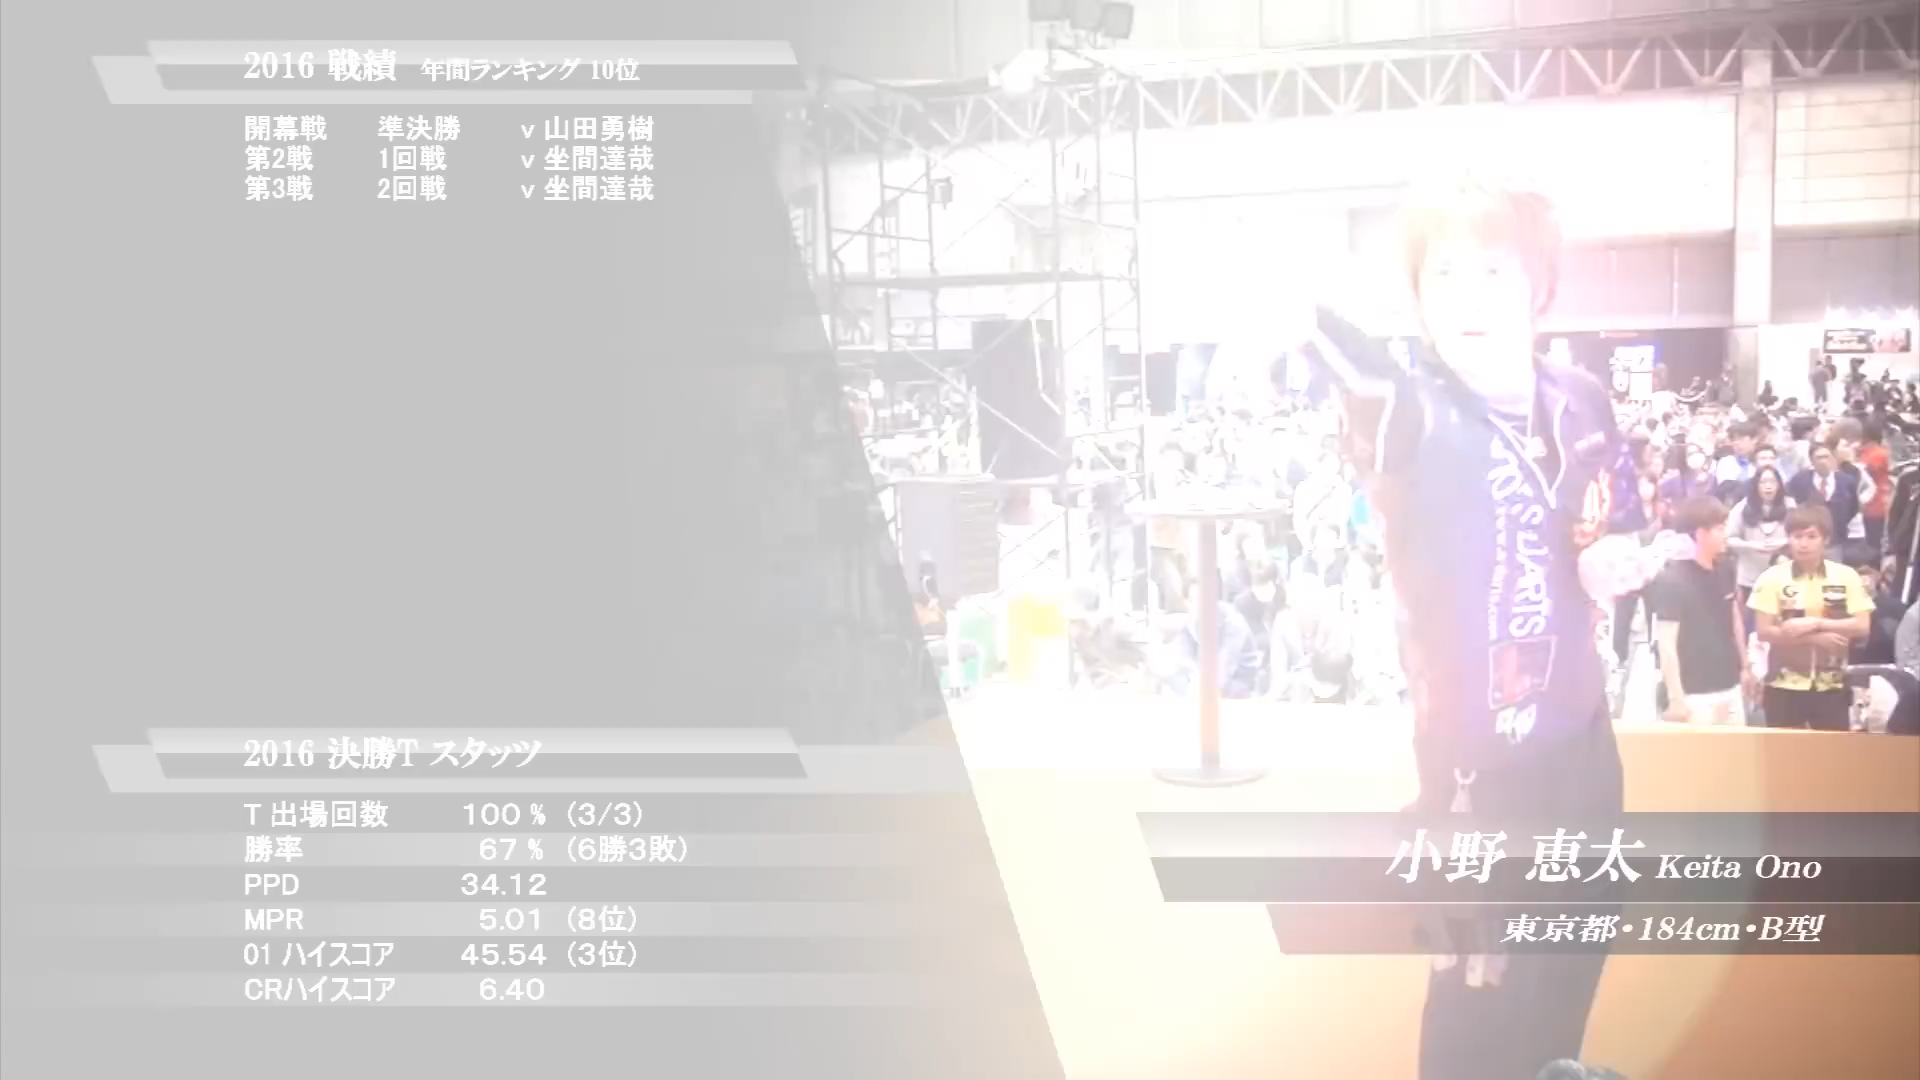 2016 戦績 年間ランキング 10位
開幕戦 準決勝 v 山田勇樹
第2戦 1回戦 v 坐間達哉
第3戦 2回戦 v 坐間達哉
2016 決勝T スタッツ
T 出場回数 100 % (3/3)
勝率 67 % (6勝3敗)
PPD 34.12
MPR 5.01 (8位)
01 ハイスコア 45.54 (3位)
CRハイスコア 6.40
小野 恵太 Keita Ono
東京都・184cm・B型